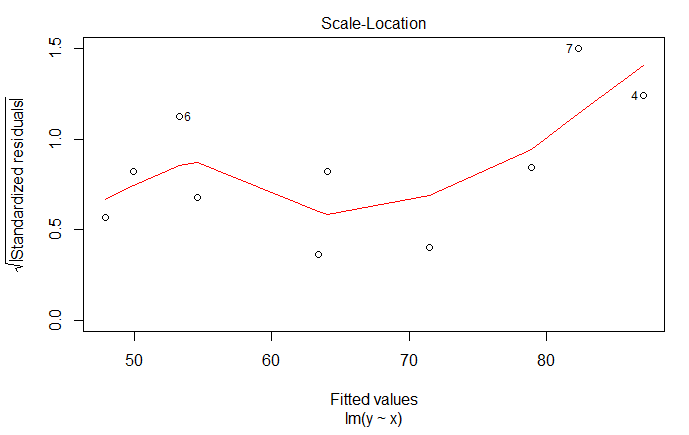 Scale-Location
√|Standardized residuals|
1.5
1.0
0.5
0.0
7
4
6
50 60 70 80
Fitted values
lm(y ~ x)